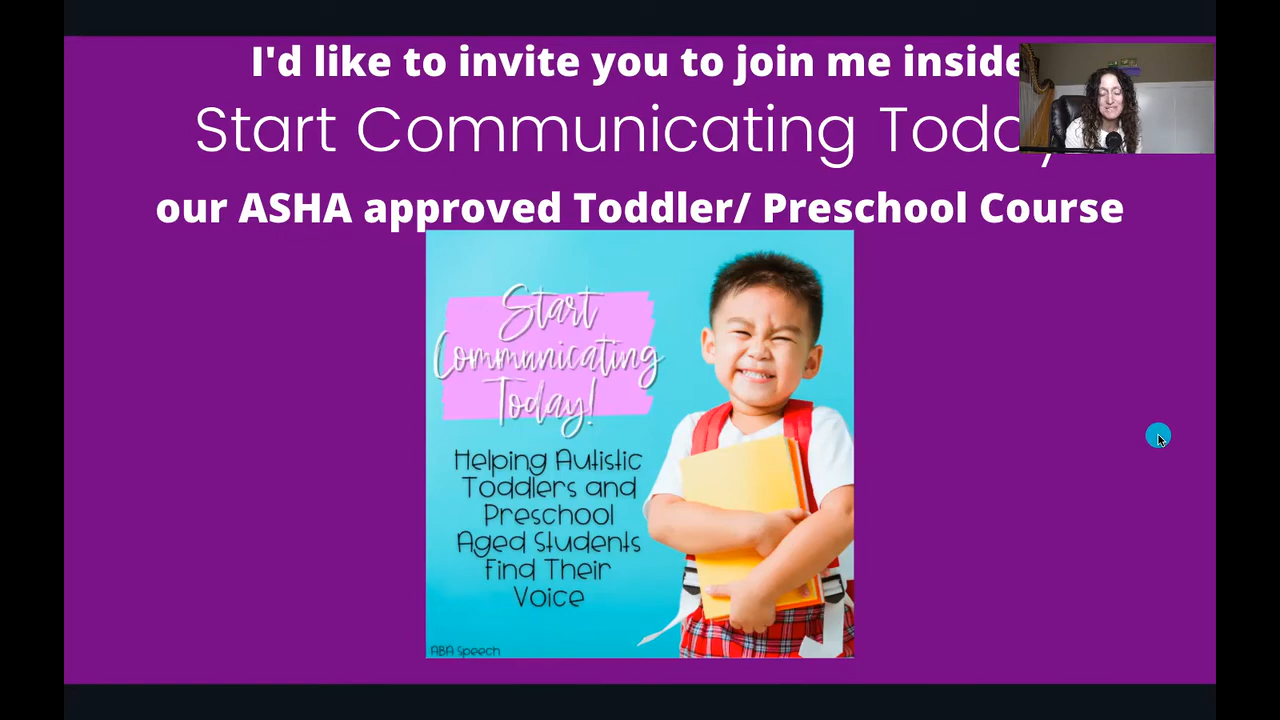 I'd like to invite you to join me inside
Start Communicating Today
our ASHA approved Toddler/ Preschool Course
Start
Communicating
Today!
Helping Autistic
Toddlers and
Preschool
Aged Students
Find Their
Voice
ABA Speech